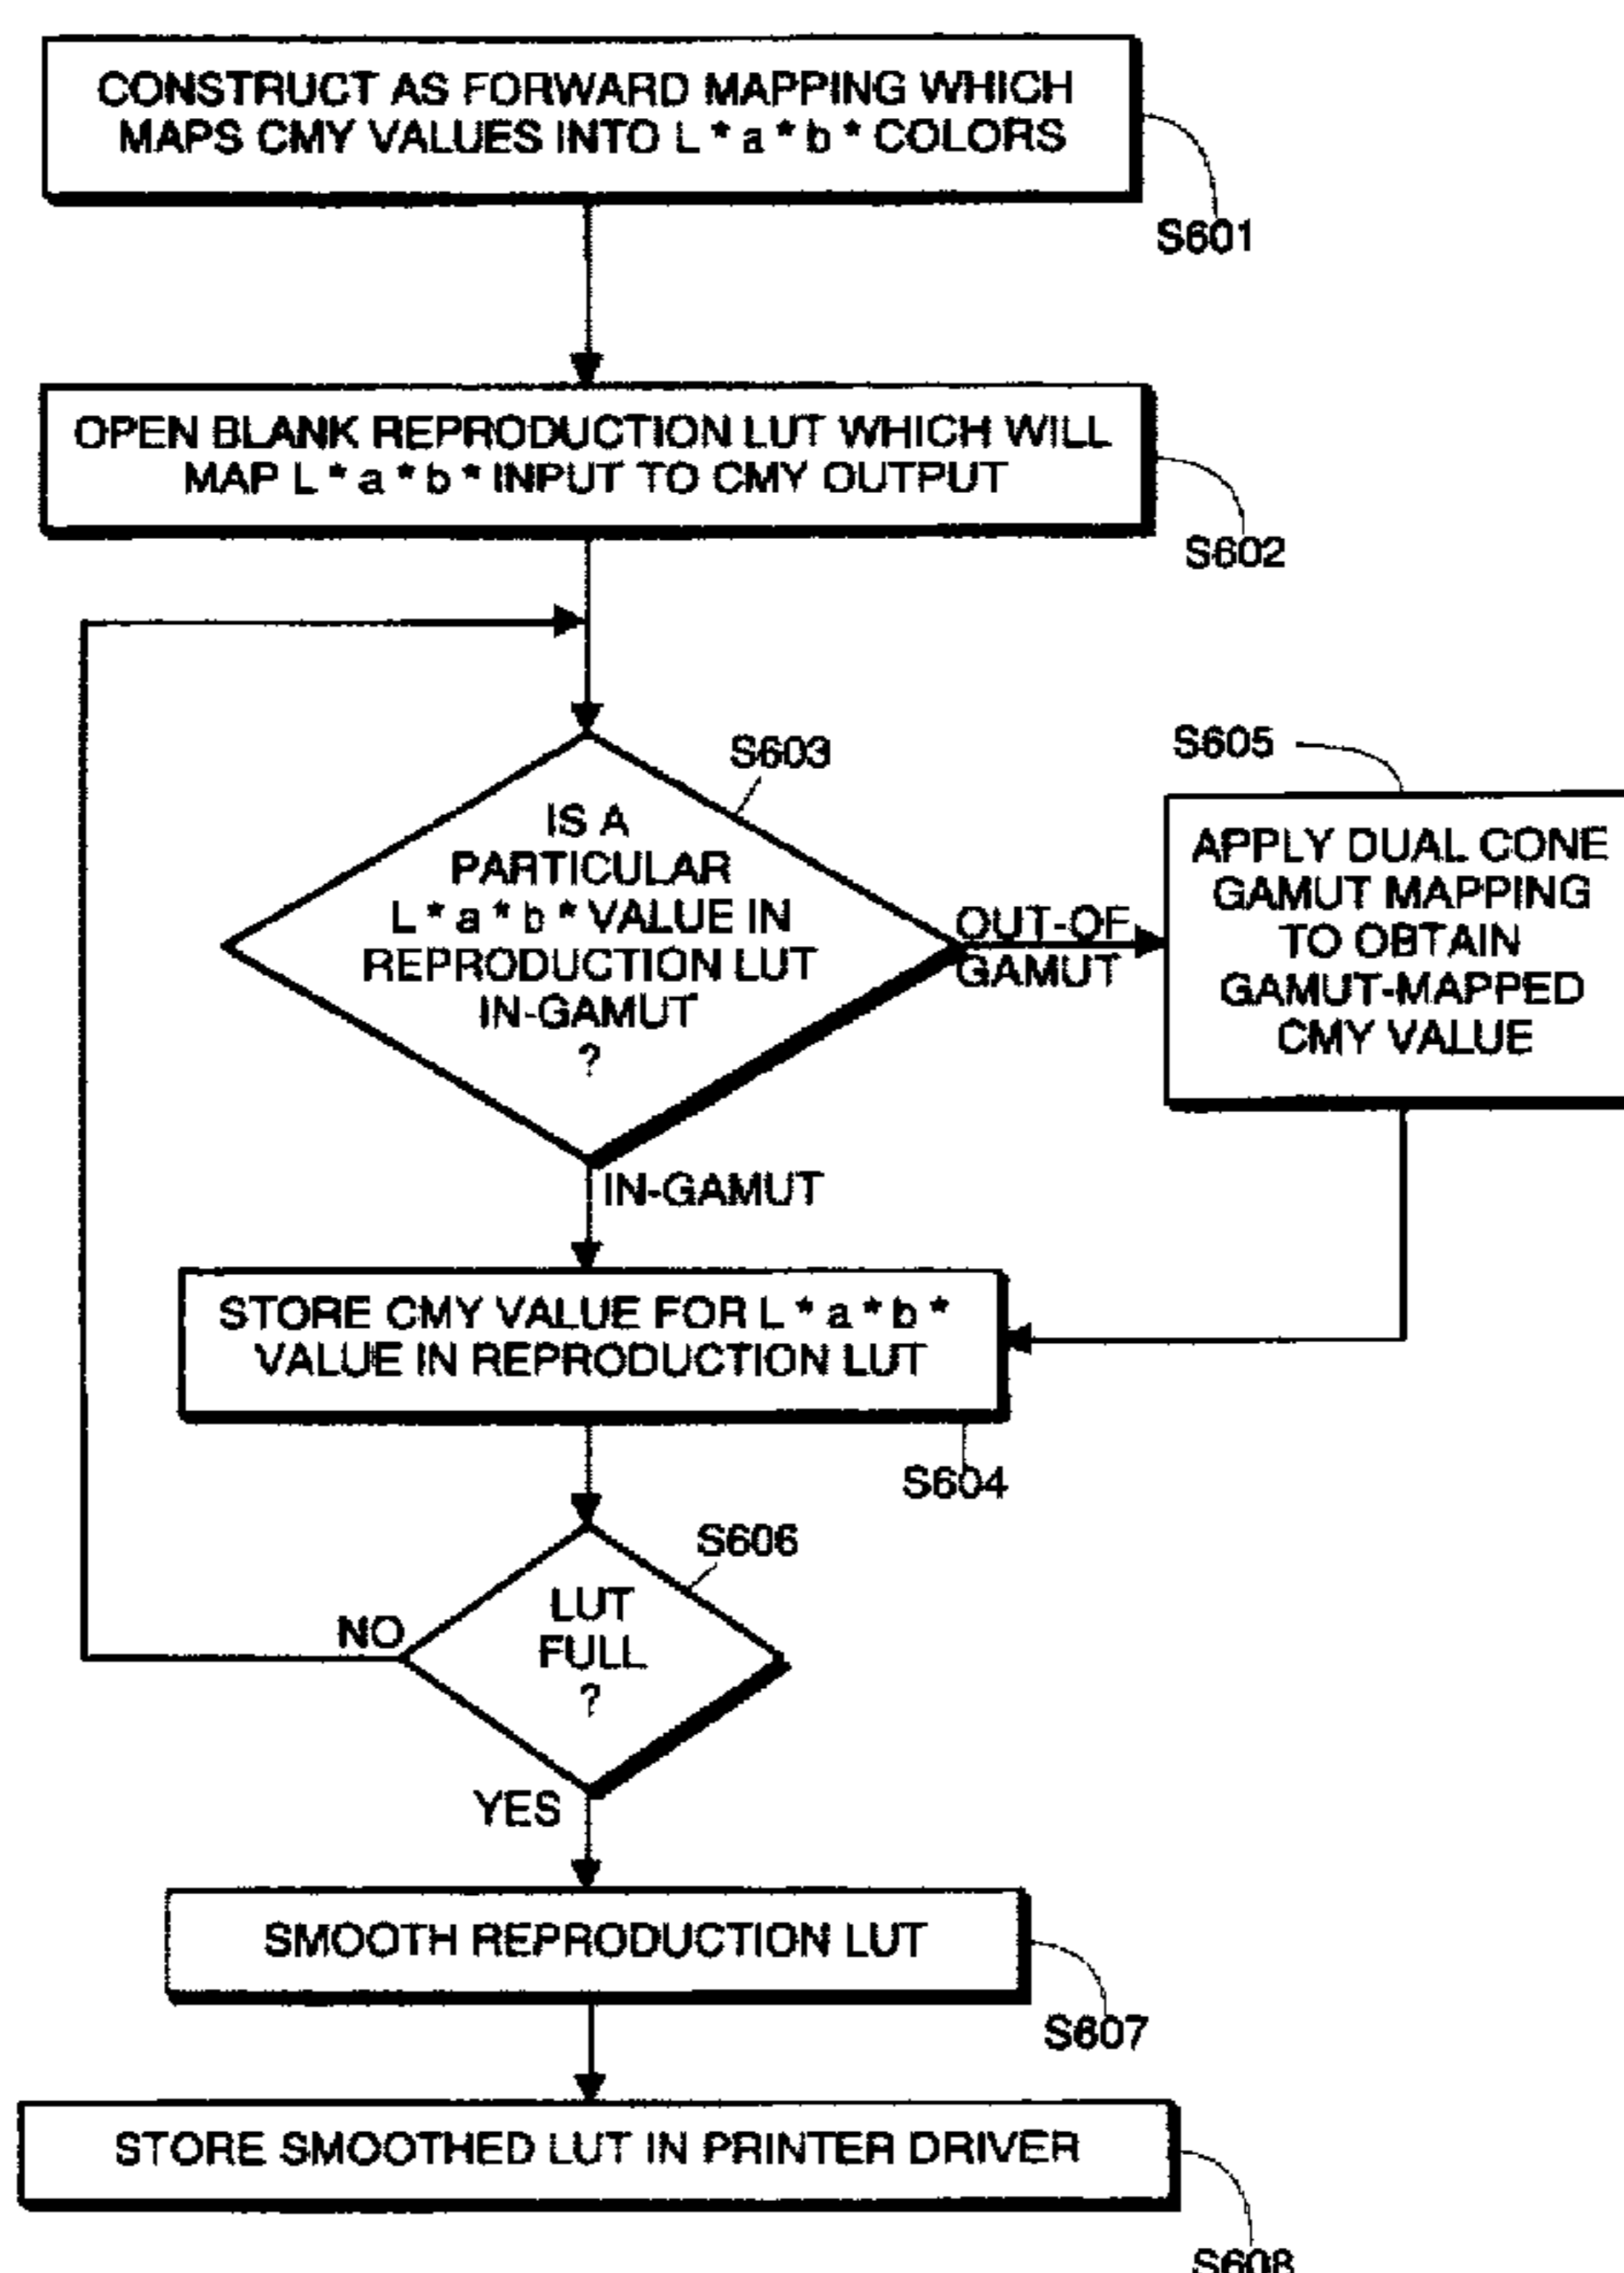 CONSTRUCT AS FORWARD MAPPING WHICH
MAPS CMY VALUES INTO L * a * b * COLORS
S601
OPEN BLANK REPRODUCTION LUT WHICH WILL
MAP L * a * b * INPUT TO CMY OUTPUT
S602
S603
IS A
PARTICULAR
L * a * b * VALUE IN
REPRODUCTION LUT
IN-GAMUT
?
OUT-OF
GAMUT
S605
APPLY DUAL CONE
GAMUT MAPPING
TO OBTAIN
GAMUT-MAPPED
CMY VALUE
IN-GAMUT
STORE CMY VALUE FOR L * a * b *
VALUE IN REPRODUCTION LUT
S604
S606
LUT
FULL
?
NO
YES
SMOOTH REPRODUCTION LUT
S607
STORE SMOOTHED LUT IN PRINTER DRIVER
S608